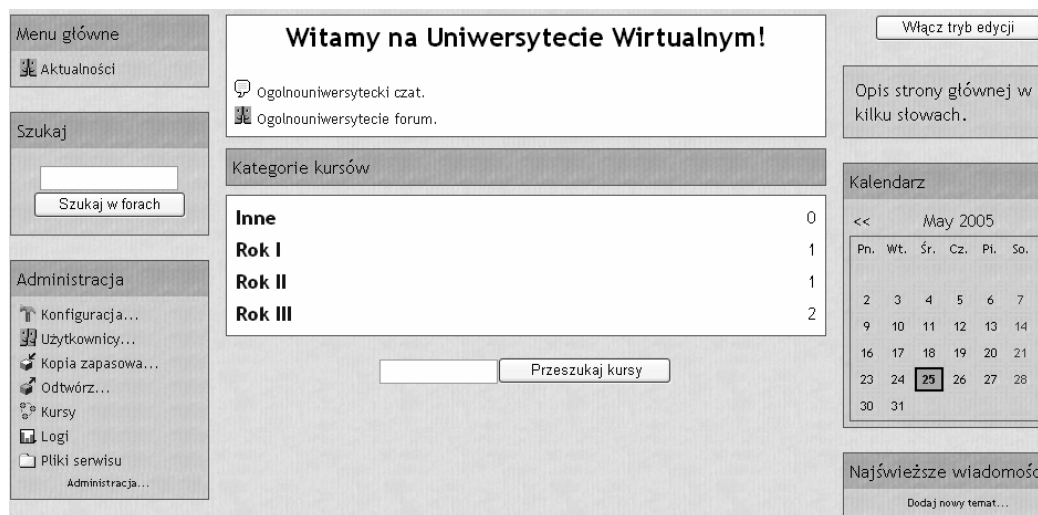 Menu główne
Aktualności
Szukaj
Szukaj w forach
Administracja
Konfiguracja...
Użytkownicy...
Kopia zapasowa...
Odtwórz...
Kursy
Logi
Pliki serwisu
Administracja...
Witamy na Uniwersytecie Wirtualnym!
Ogolnouniwersytecki czat.
Ogolnouniwersytecie forum.
Kategorie kursów
Inne 0
Rok I 1
Rok II 1
Rok III 2
Przeszukaj kursy
Włącz tryb edycji
Opis strony głównej w
kilku słowach.
Kalendarz
<< May 2005
Pn. Wt. Śr. Cz. Pi. So.
2 3 4 5 6 7
9 10 11 12 13 14
16 17 18 19 20 21
23 24 25 26 27 28
30 31
Najświeższe wiadomośc
Dodaj nowy temat...